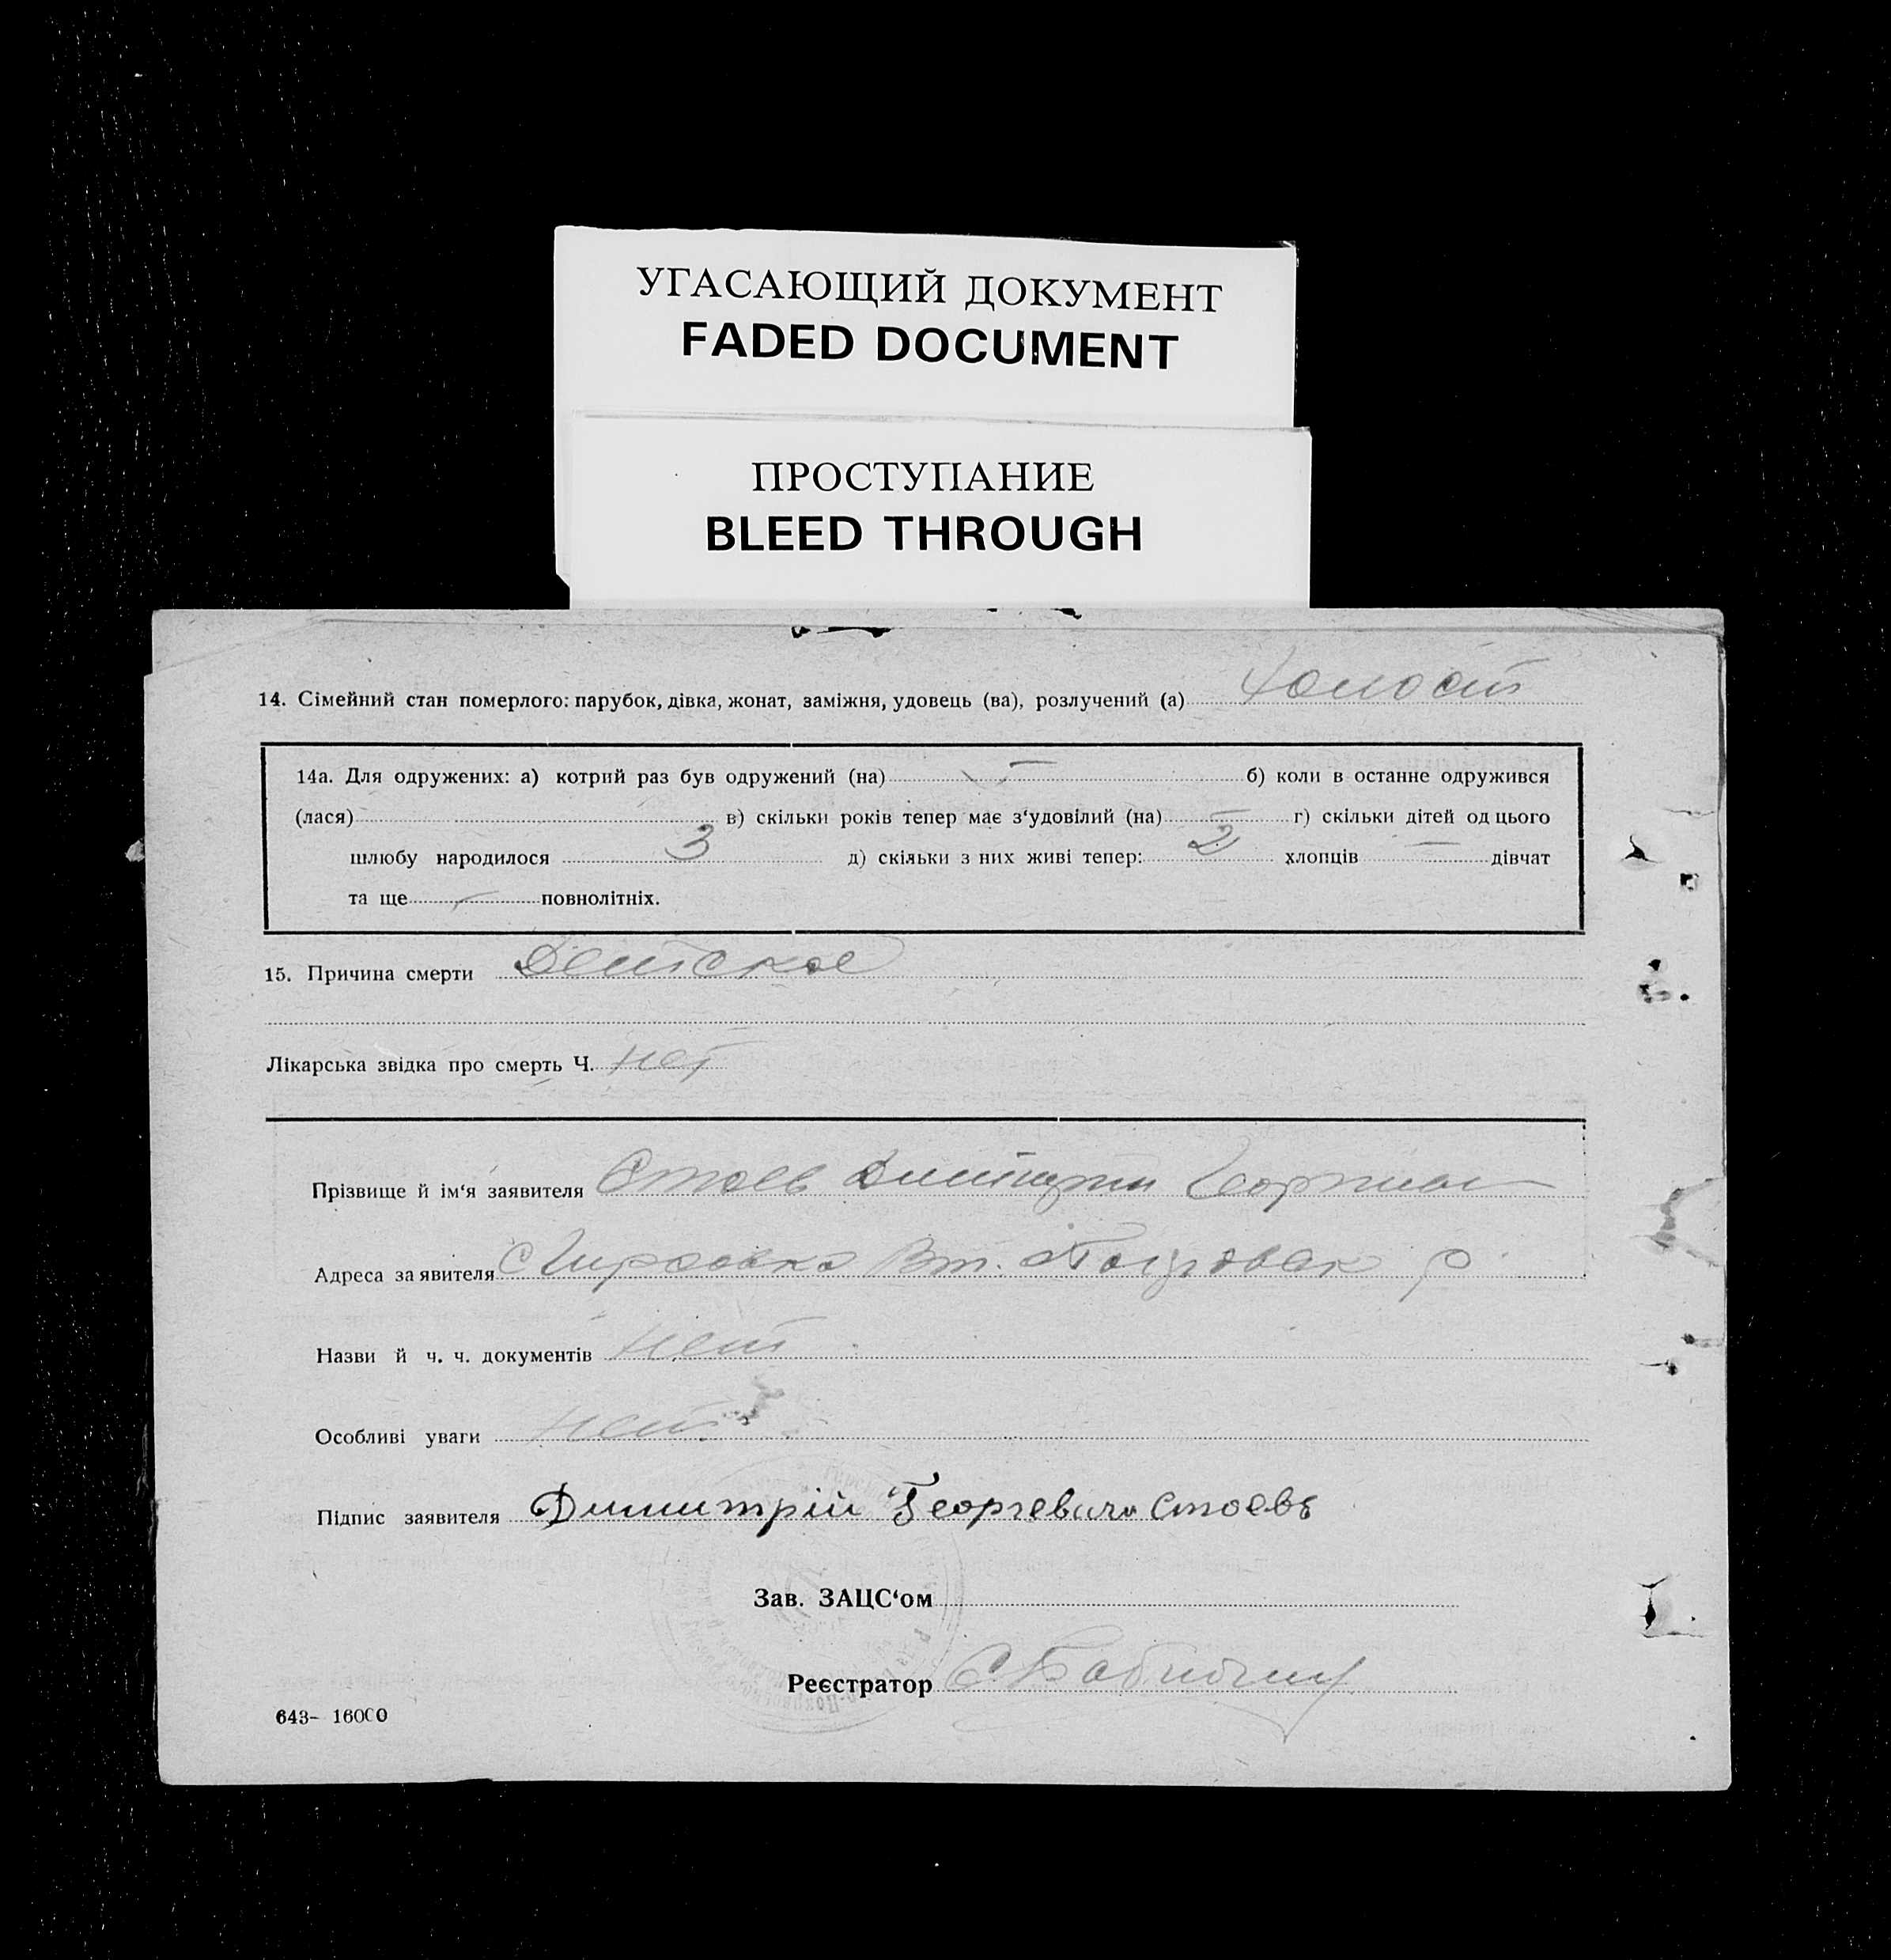 УГАСАЮЩИЙ ДОКУМЕНТ
FADED DOCUMENT
ПРОСТУПАНИЕ
BLEED THROUGH
14. Сімейний стан померлого: парубок, дівка, жонат, заміжня, удовець (ва), розлучений (а) холост
14а. Для одружених: а) котрий раз був одружений (на) — б) коли в останне одружився
(лася) в) скільки років тепер має з‘удовілий (на) — г) скільки дітей од цього
шлюбу народилося 3 д) скільки з них живі тепер: 2 хлопців — дівчат
та ще — повнолітніх.
15. Причина смерти Детское
Лікарська звідка про смерть Ч. нет
Прізвище й ім‘я заявителя Стоев Димитри
Адреса заявителя с
Назви й ч. ч. документів нет
Особливі уваги нет
Підпис заявителя Димитрій Георгевичь Стоевъ
Зав. ЗАЦС‘ом
Реєстратор
643– 16000